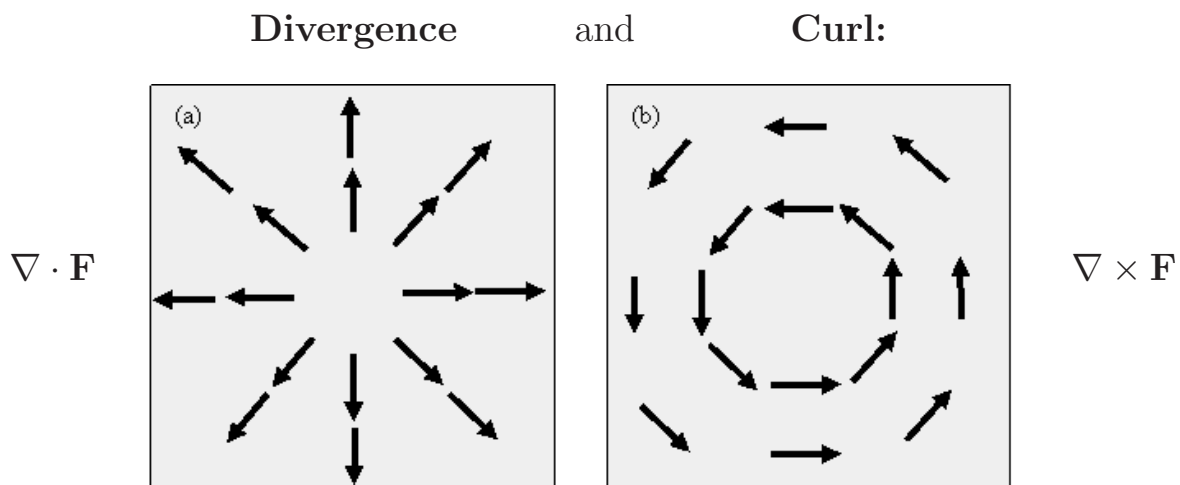 Divergence and Curl:
(a) (b)
∇ · F ∇ × F